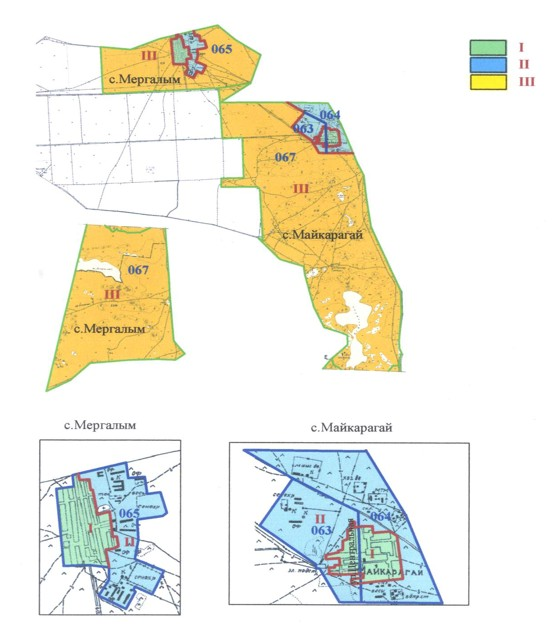 I
II
III
III
065
с.Мергалым
064
063
067
III
с.Майкарагай
067
III
с.Мергалым
с.Мергалым
с.Майкарагай
I
065
II
II
063
064
I
Центральная
МАЙКАРАГАЙ